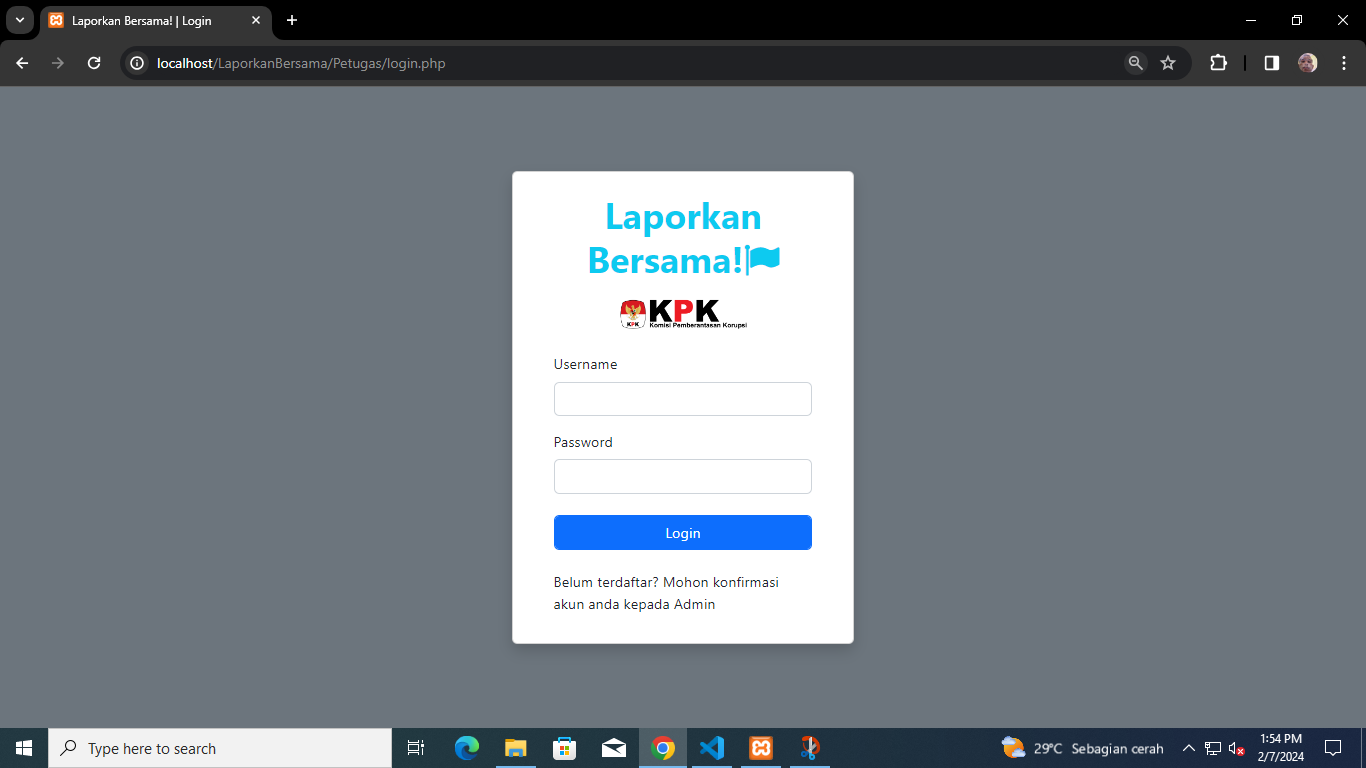 Laporkan Bersama! | Login
localhost/LaporkanBersama/Petugas/login.php
Laporkan
Bersama!
KPK
KPK
Komisi Pemberantasan Korupsi
Username
Password
Login
Belum terdaftar? Mohon konfirmasi
akun anda kepada Admin
Type here to search
29°C Sebagian cerah
1:54 PM
2/7/2024